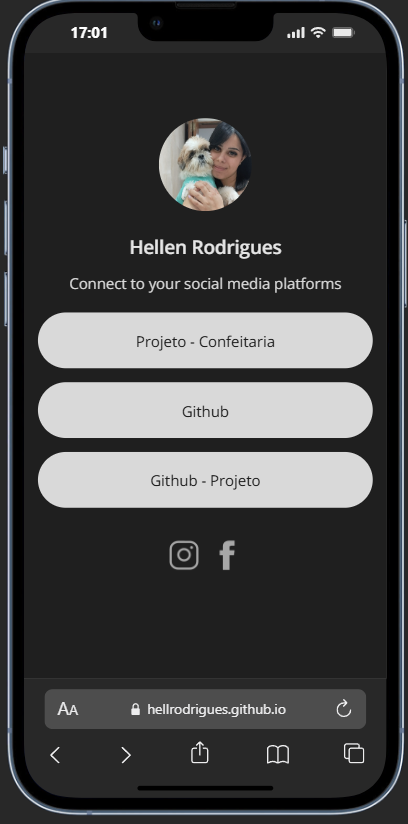 17:01
Hellen Rodrigues
Connect to your social media platforms
Projeto - Confeitaria
Github
Github - Projeto
AA hellrodrigues.github.io